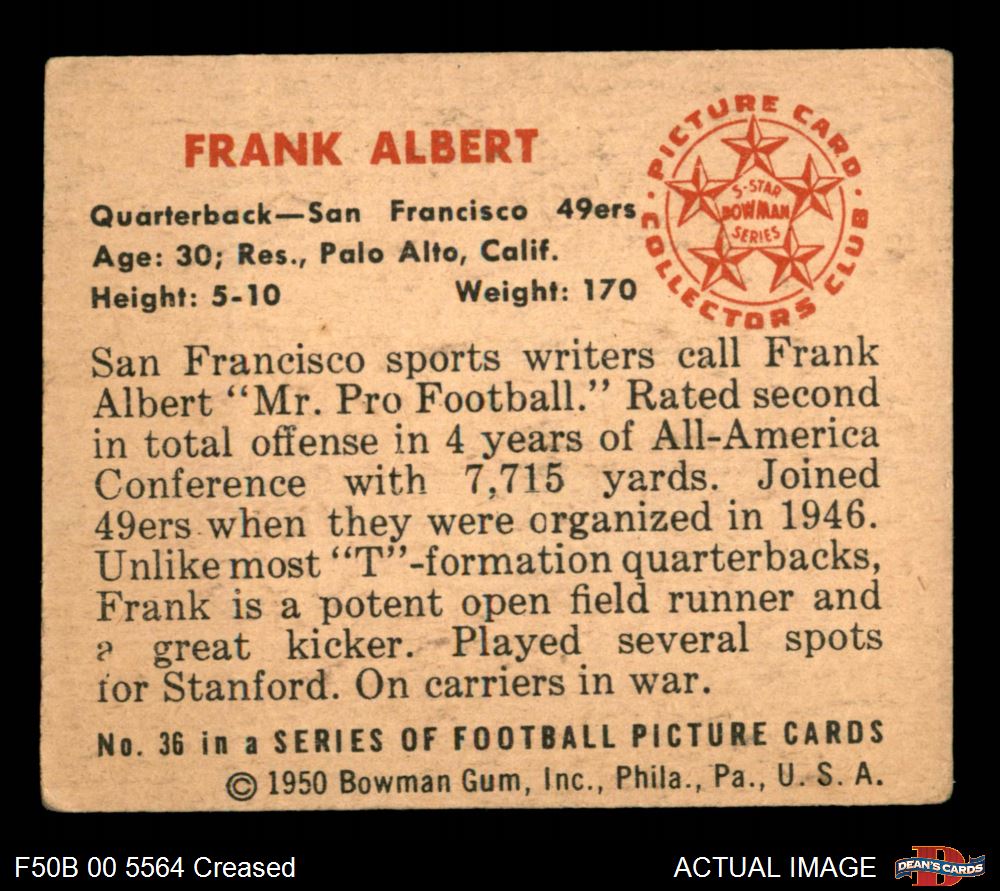 FRANK ALBERT
Quarterback—San Francisco 49ers
Age: 30; Res., Palo Alto, Calif.
Height: 5-10 Weight: 170
PICTURE CARD
COLLECTORS CLUB
5-STAR
BOWMAN
SERIES
San Francisco sports writers call Frank
Albert "Mr. Pro Football." Rated second
in total offense in 4 years of All-America
Conference with 7,715 yards. Joined
49ers when they were organized in 1946.
Unlike most "T"-formation quarterbacks,
Frank is a potent open field runner and
a great kicker. Played several spots
for Stanford. On carriers in war.
No. 36 in a SERIES OF FOOTBALL PICTURE CARDS
© 1950 Bowman Gum, Inc., Phila., Pa., U. S. A.
F50B 00 5564 Creased
ACTUAL IMAGE
DEAN'S CARDS